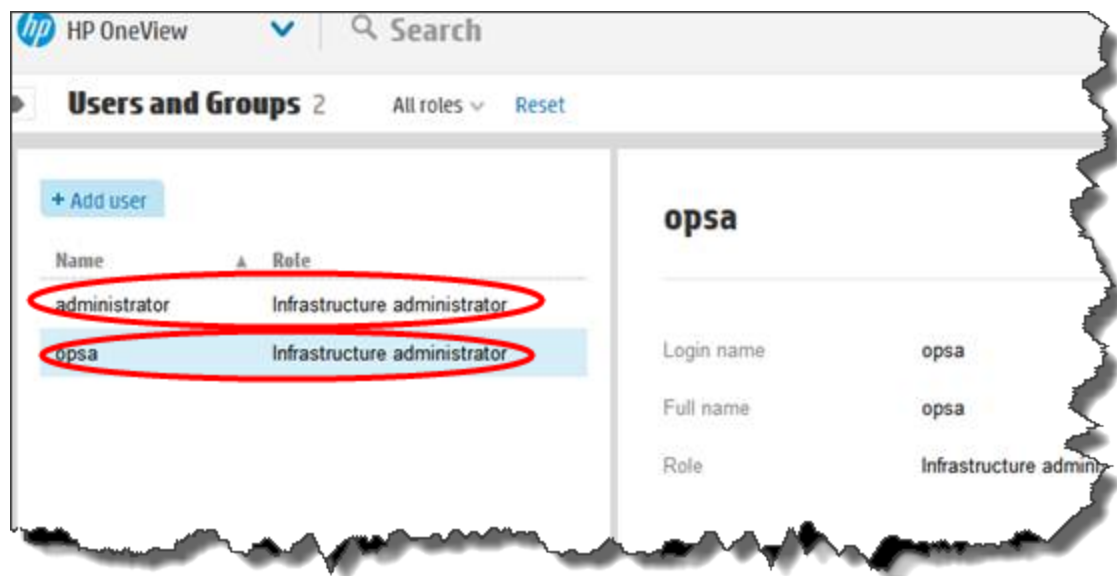 hp HP OneView Search
Users and Groups 2 All roles Reset
+ Add user
Name Role
administrator Infrastructure administrator
opsa Infrastructure administrator
opsa
Login name opsa
Full name opsa
Role Infrastructure admini